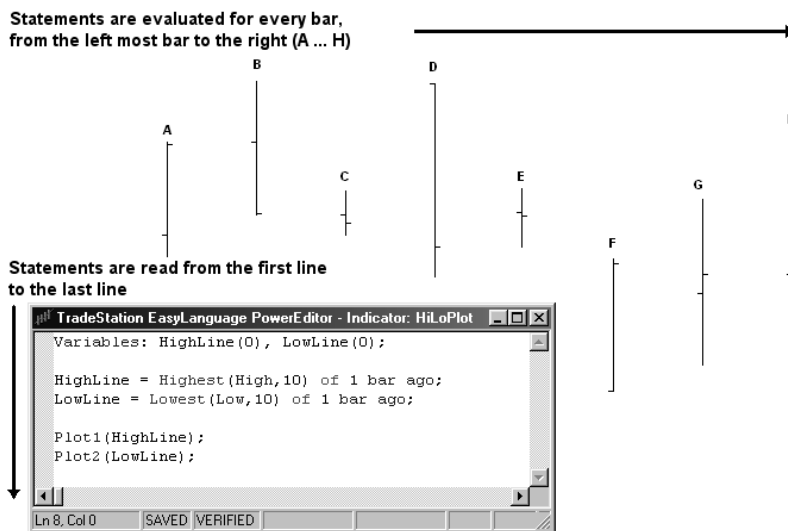 Statements are evaluated for every bar,
from the left most bar to the right (A ... H)
A
B
C
D
E
F
G
Statements are read from the first line
to the last line
TradeStation EasyLanguage PowerEditor - Indicator: HiLoPlot
Variables: HighLine(0), LowLine(0);
HighLine = Highest(High,10) of 1 bar ago;
LowLine = Lowest(Low,10) of 1 bar ago;
Plot1(HighLine);
Plot2(LowLine);
Ln 8, Col 0 SAVED VERIFIED